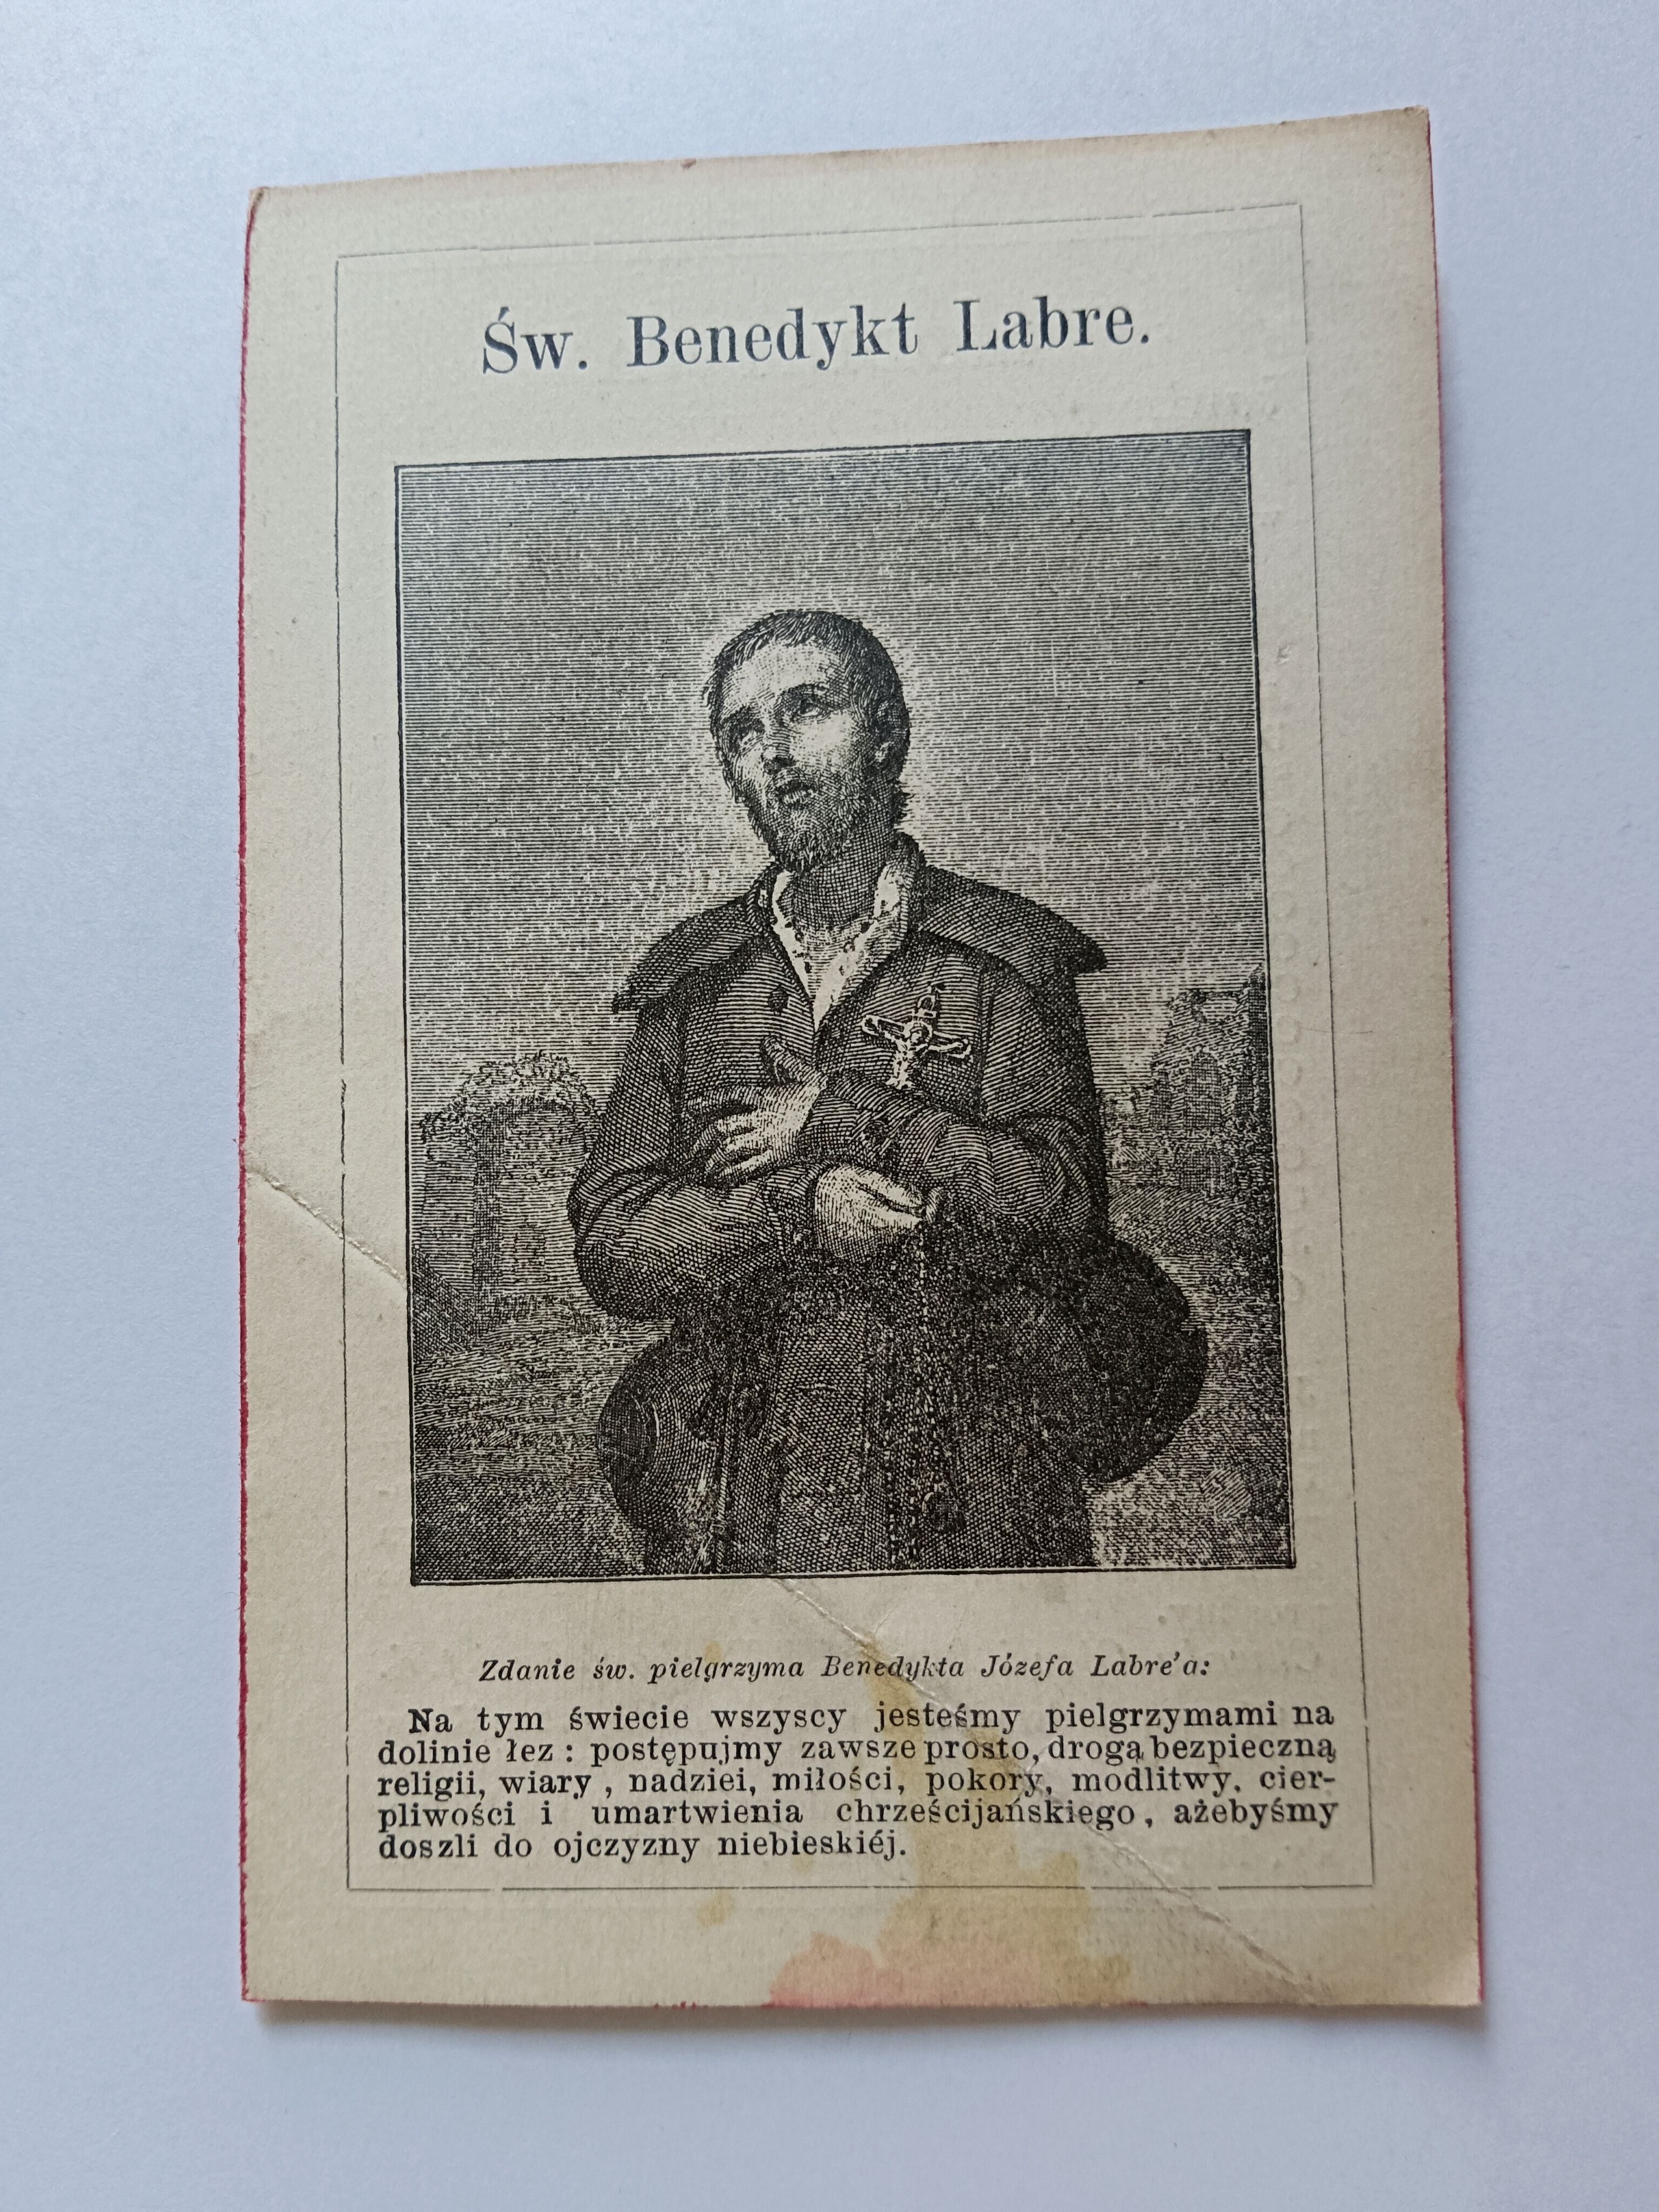 Św. Benedykt Labre.
Zdanie św. pielgrzyma Benedykta Józefa Labre'a:
Na tym świecie wszyscy jesteśmy pielgrzymami na
dolinie łez : postępujmy zawsze prosto, drogą bezpieczną
religii, wiary , nadziei, miłości, pokory, modlitwy, cier-
pliwości i umartwienia chrześcijańskiego, ażebyśmy
doszli do ojczyzny niebieskiéj.